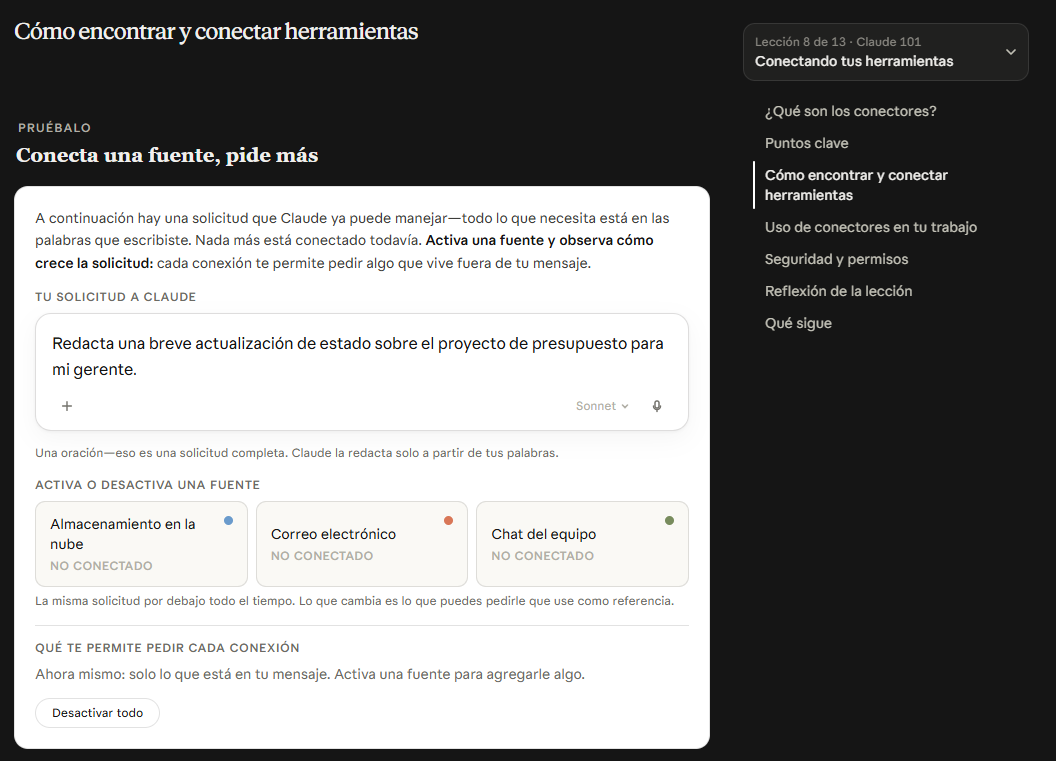 Cómo encontrar y conectar herramientas
Lección 8 de 13 · Claude 101
Conectando tus herramientas
¿Qué son los conectores?
Puntos clave
Cómo encontrar y conectar
herramientas
Uso de conectores en tu trabajo
Seguridad y permisos
Reflexión de la lección
Qué sigue
PRUÉBALO
Conecta una fuente, pide más
A continuación hay una solicitud que Claude ya puede manejar—todo lo que necesita está en las
palabras que escribiste. Nada más está conectado todavía. Activa una fuente y observa cómo
crece la solicitud: cada conexión te permite pedir algo que vive fuera de tu mensaje.
TU SOLICITUD A CLAUDE
Redacta una breve actualización de estado sobre el proyecto de presupuesto para
mi gerente.
Sonnet
Una oración—eso es una solicitud completa. Claude la redacta solo a partir de tus palabras.
ACTIVA O DESACTIVA UNA FUENTE
Almacenamiento en la
nube
NO CONECTADO
Correo electrónico
NO CONECTADO
Chat del equipo
NO CONECTADO
La misma solicitud por debajo todo el tiempo. Lo que cambia es lo que puedes pedirle que use como referencia.
QUÉ TE PERMITE PEDIR CADA CONEXIÓN
Ahora mismo: solo lo que está en tu mensaje. Activa una fuente para agregarle algo.
Desactivar todo